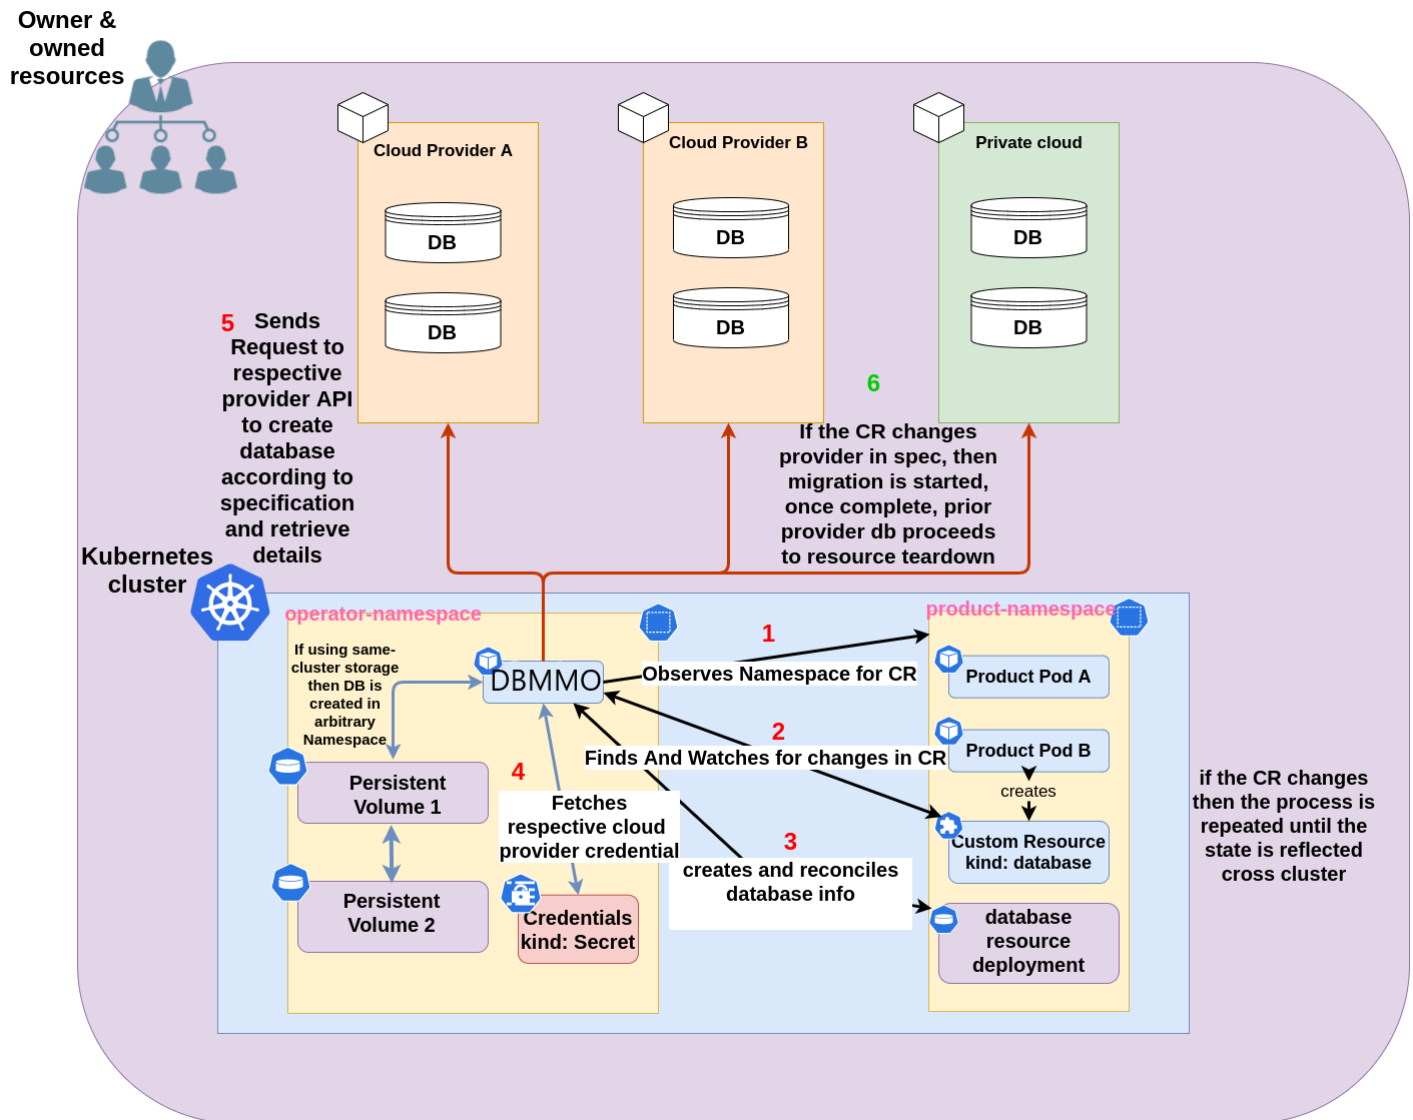 Owner &
owned
resources
Cloud Provider A
DB
DB
Cloud Provider B
DB
DB
Private cloud
DB
DB
5
Sends
Request to
respective
provider API
to create
database
according to
specification
and retrieve
details
6
If the CR changes
provider in spec, then
migration is started,
once complete, prior
provider db proceeds
to resource teardown
Kubernetes
cluster
operator-namespace
If using same-
cluster storage
then DB is
created in
arbitrary
Namespace
DBMMO
Persistent
Volume 1
Persistent
Volume 2
4
Fetches
respective cloud
provider credential
Credentials
kind: Secret
1
Observes Namespace for CR
2
Finds And Watches for changes in CR
3
creates and reconciles
database info
product-namespace
Product Pod A
Product Pod B
creates
Custom Resource
kind: database
database
resource
deployment
if the CR changes
then the process is
repeated until the
state is reflected
cross cluster